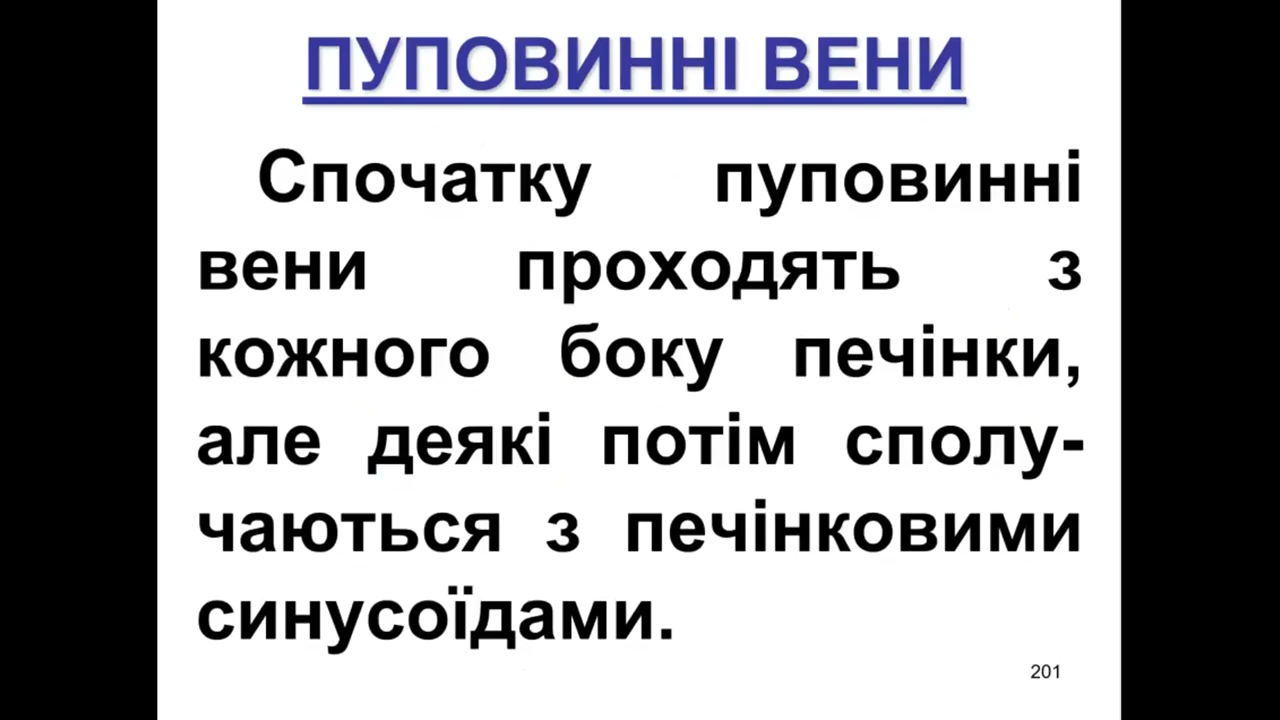 ПУПОВИННІ ВЕНИ
Спочатку пуповинні
вени проходять з
кожного боку печінки,
але деякі потім сполу-
чаються з печінковими
синусоїдами.
201